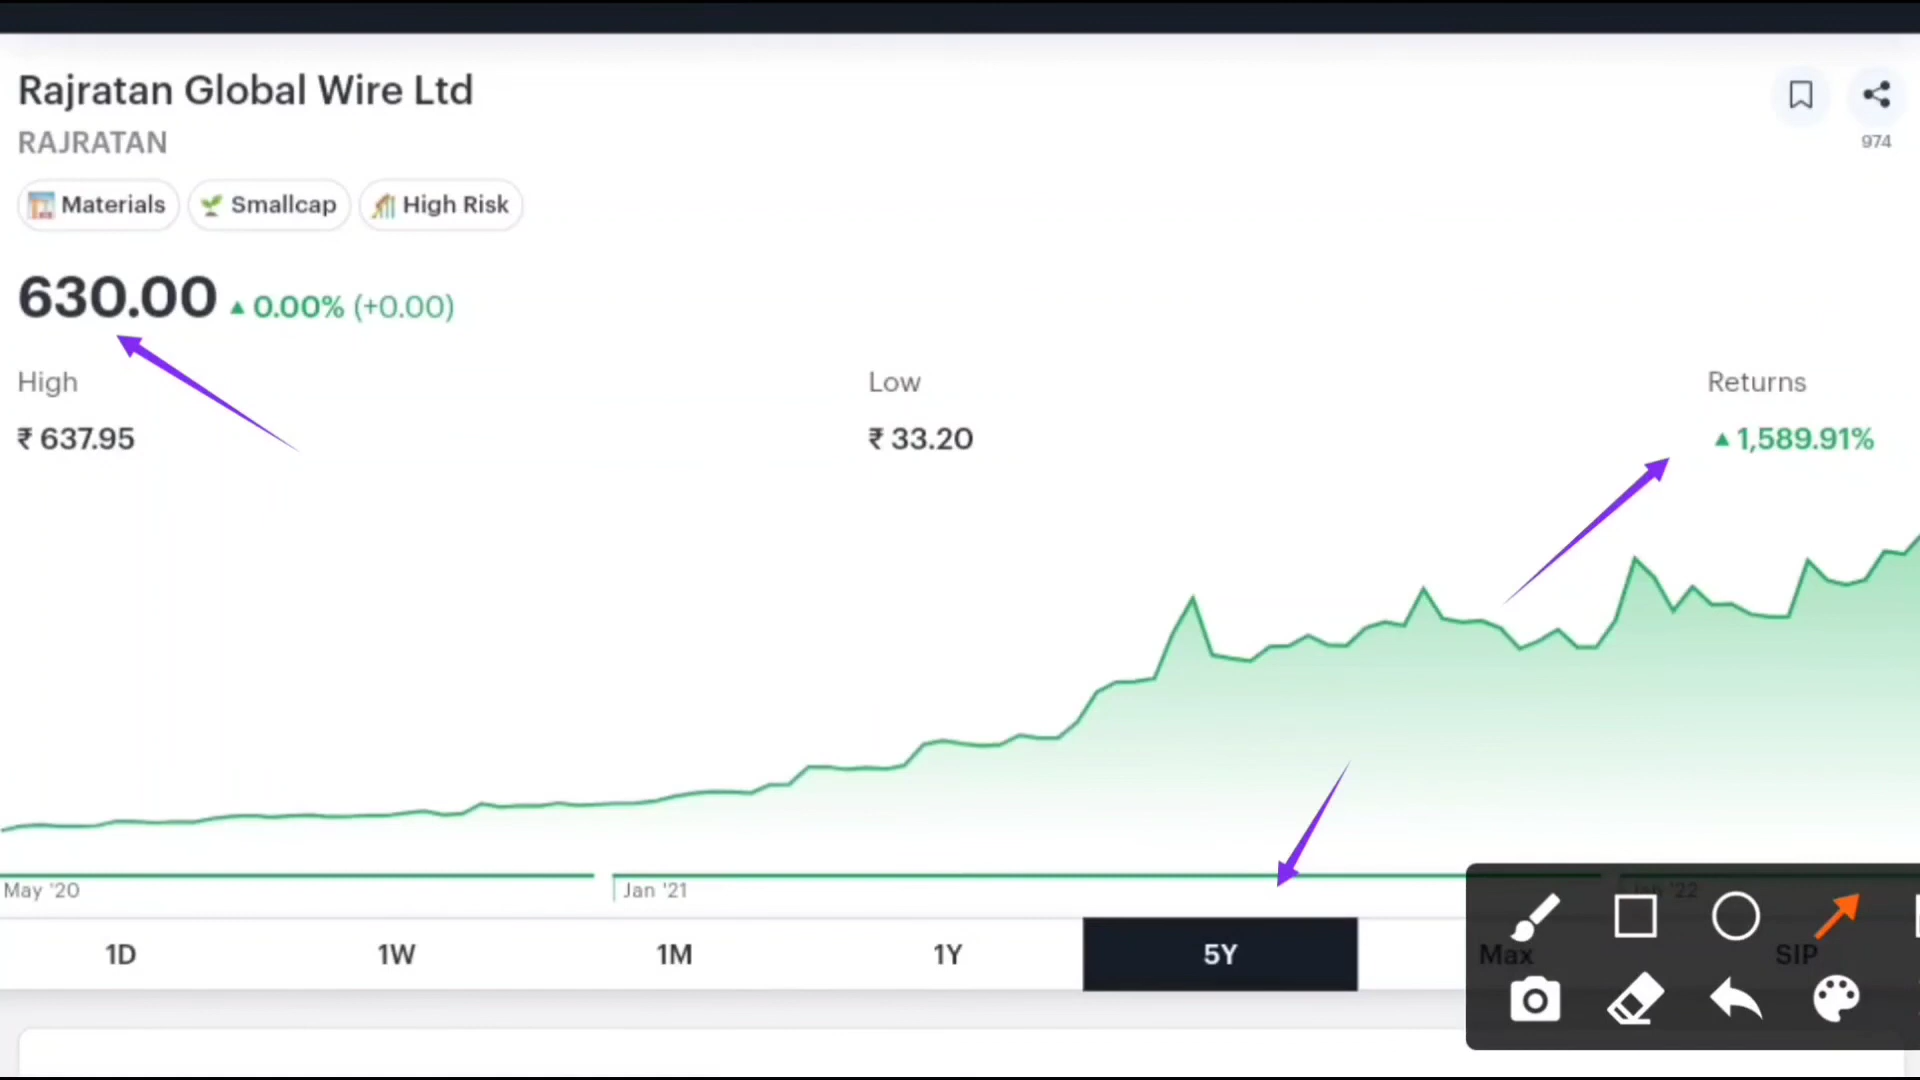 Rajratan Global Wire Ltd
RAJRATAN
974
Materials
Smallcap
High Risk
630.00 ▲ 0.00% (+0.00)
High
Low
Returns
₹ 637.95
₹ 33.20
▲ 1,589.91%
May '20
Jan '21
'22
1D
1W
1M
1Y
5Y
Max
SIP